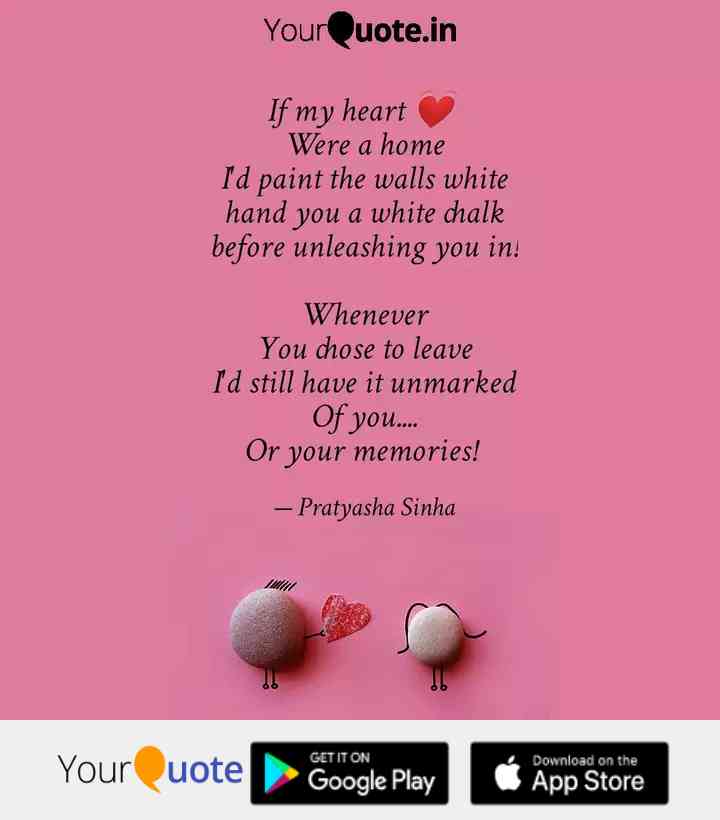 YourQuote.in
If my heart ❤️
Were a home
I'd paint the walls white
hand you a white chalk
before unleashing you in!
Whenever
You chose to leave
I'd still have it unmarked
Of you....
Or your memories!
— Pratyasha Sinha
YourQuote
GET IT ON
Google Play
Download on the
App Store